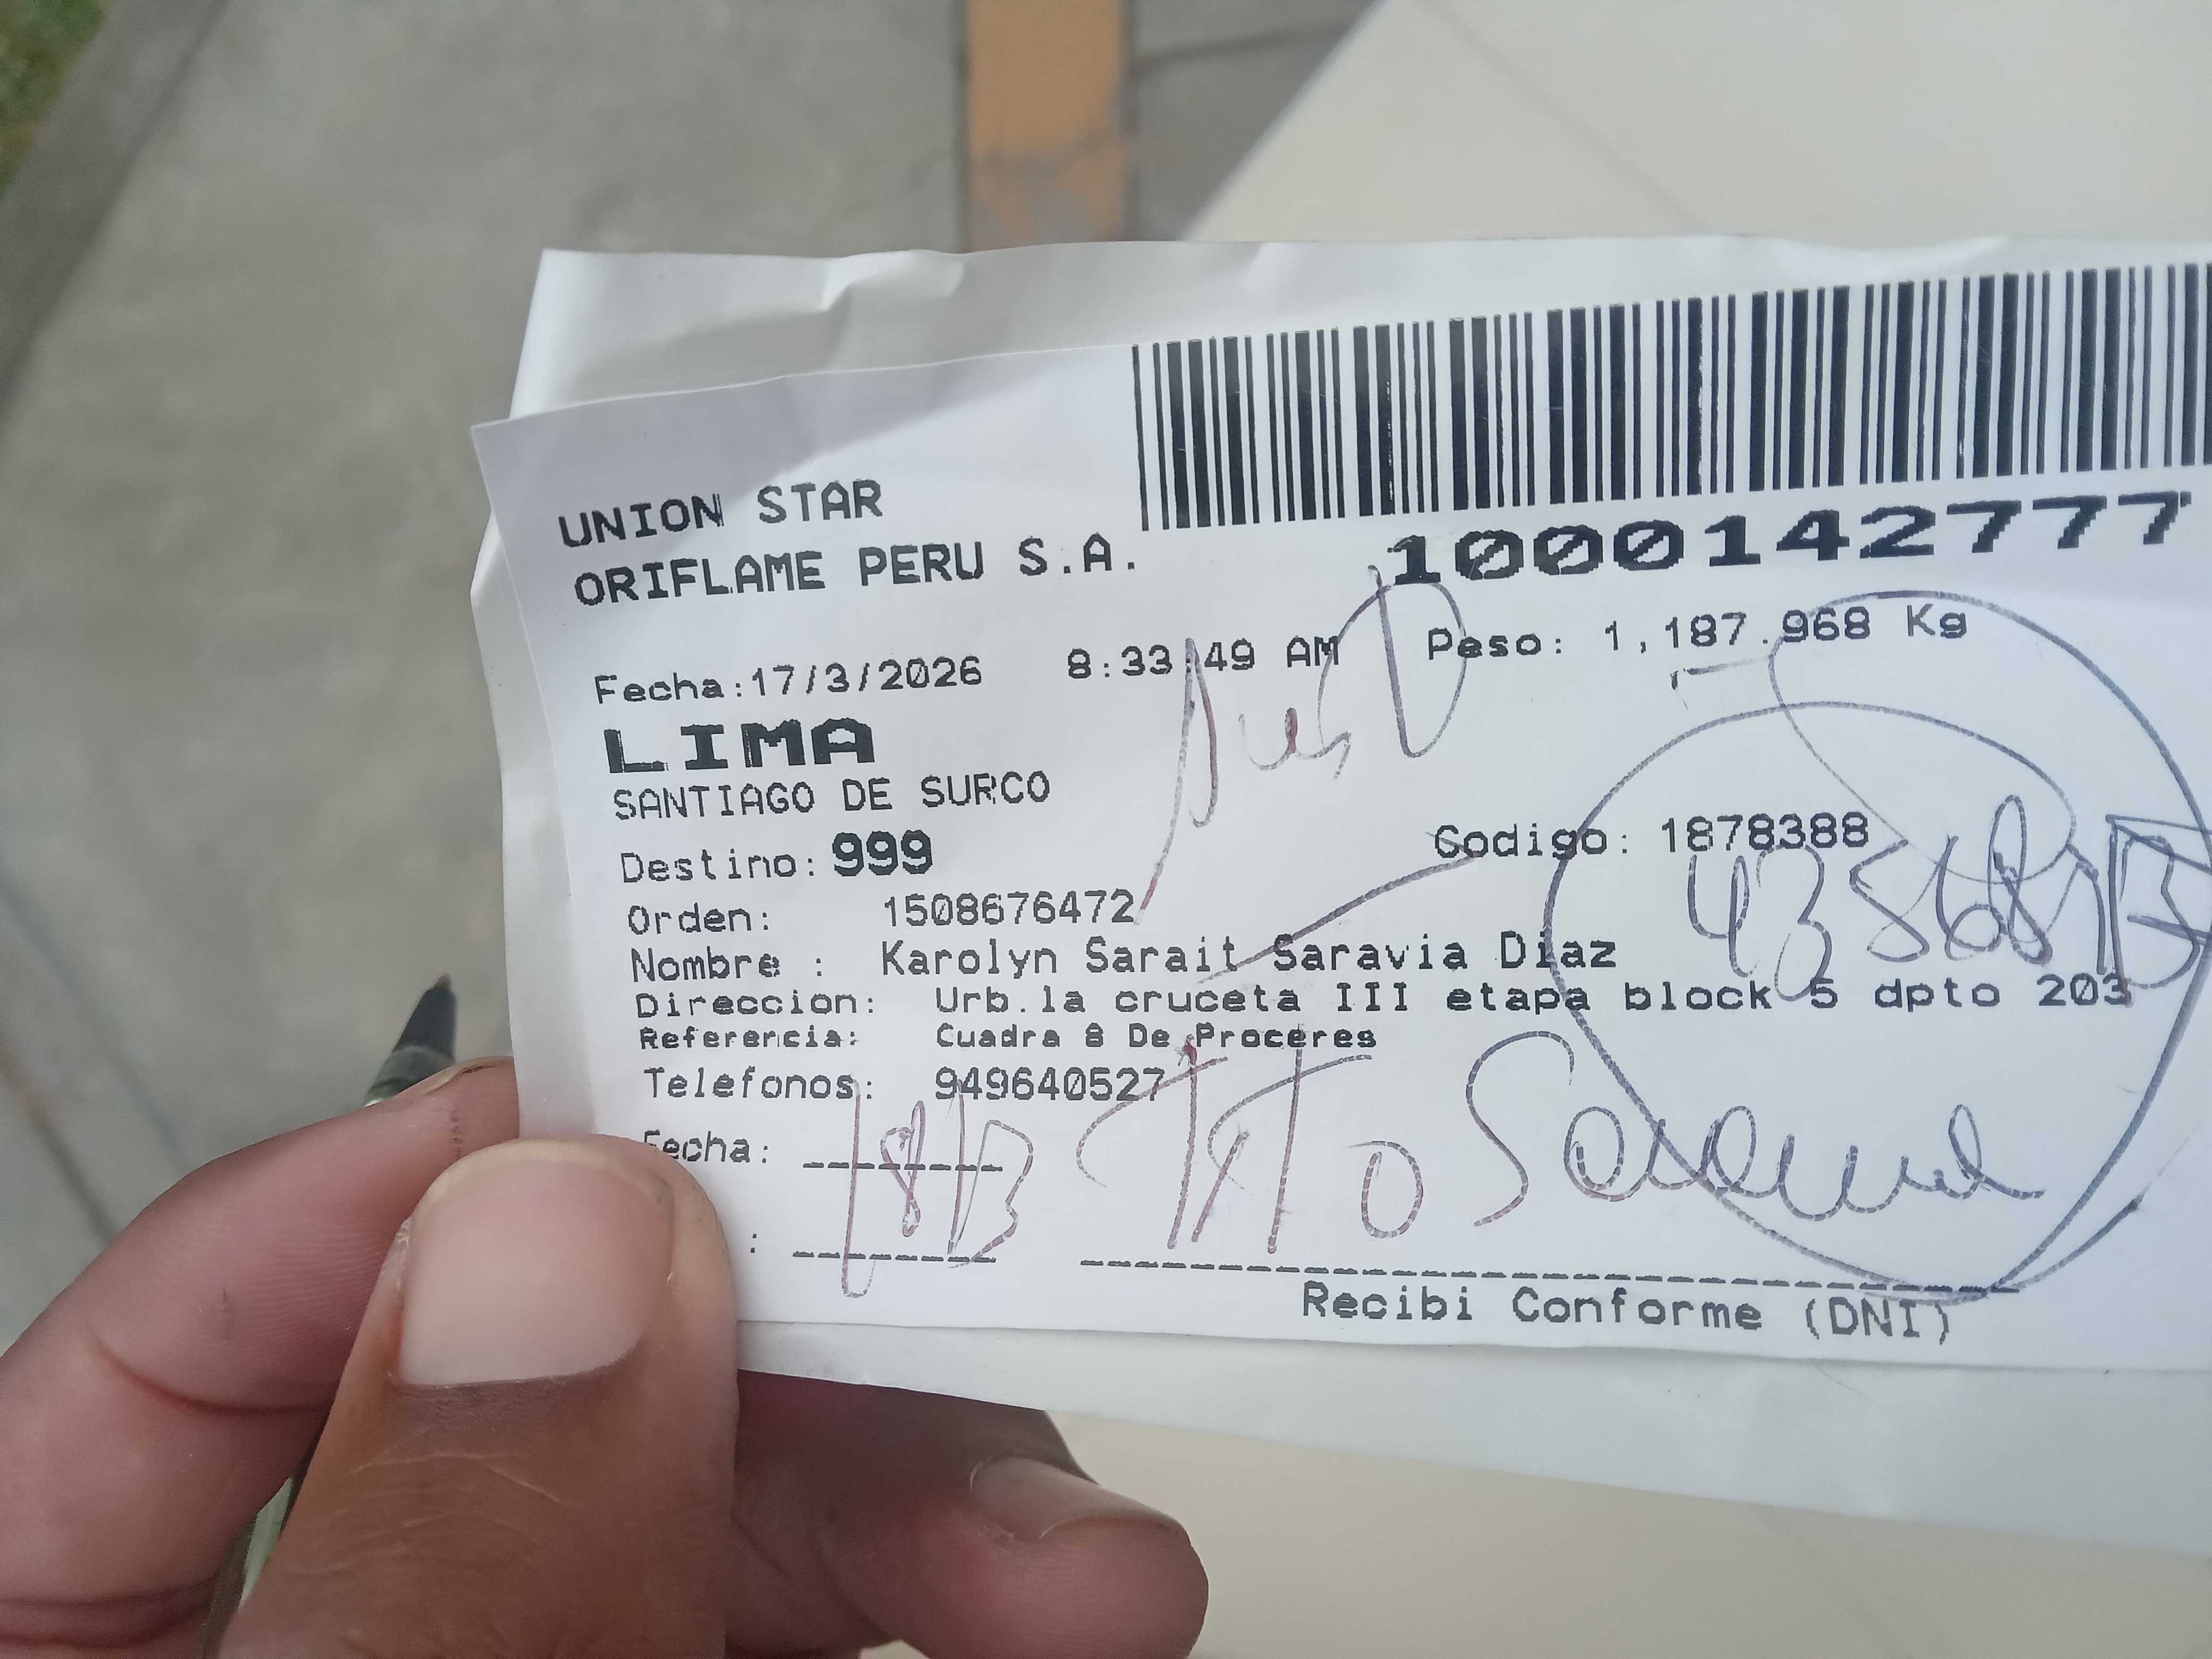 UNION STAR
ORIFLAME PERU S.A.
1000142777
Fecha:17/3/2026 8:33:49 AM Peso: 1,187.968 Kg
LIMA
SANTIAGO DE SURCO
Destino: 999
Codigo: 1878388
Orden: 1508676472
Nombre : Karolyn Sarait Saravia Diaz
Direccion: Urb.la cruceta III etapa block 5 dpto 203
Referencia: Cuadra 8 De Proceres
Telefonos: 949640527
Fecha:
18/3
:
Recibi Conforme (DNI)